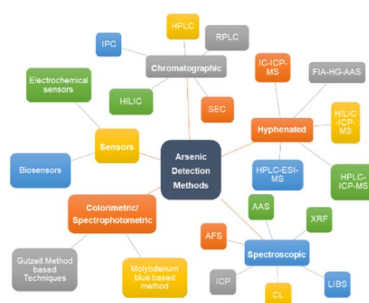 HPLC
IPC
RPLC
Chromatographic
HILIC
SEC
IC-ICP-
MS
FIA-HG-AAS
Hyphenated
HILIC
-ICP-
MS
HPLC-ESI-
MS
HPLC-
ICP-MS
Electrochemical
sensors
Sensors
Biosensors
Arsenic
Detection
Methods
Colorimetric/
Spectrophotometric
Gutzeit Method
based
Techniques
Molybdenum
blue based
method
AAS
XRF
AFS
Spectroscopic
ICP
CL
LIBS